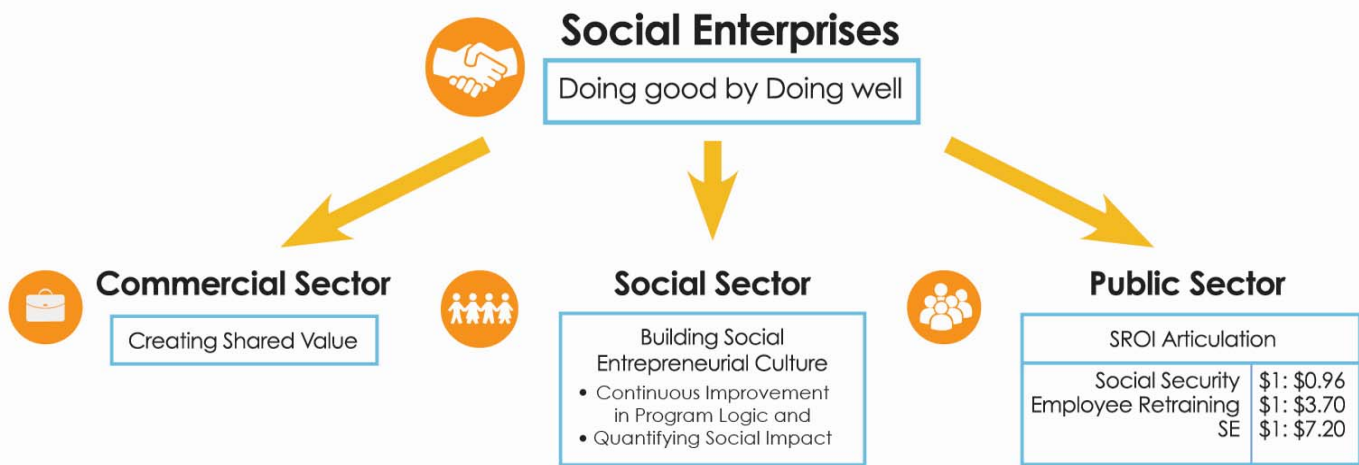 Social Enterprises
Doing good by Doing well
Commercial Sector
Creating Shared Value
Social Sector
Building Social
Entrepreneurial Culture
• Continuous Improvement
in Program Logic and
• Quantifying Social Impact
Public Sector
SROI Articulation
Social Security $1: $0.96
Employee Retraining $1: $3.70
SE $1: $7.20